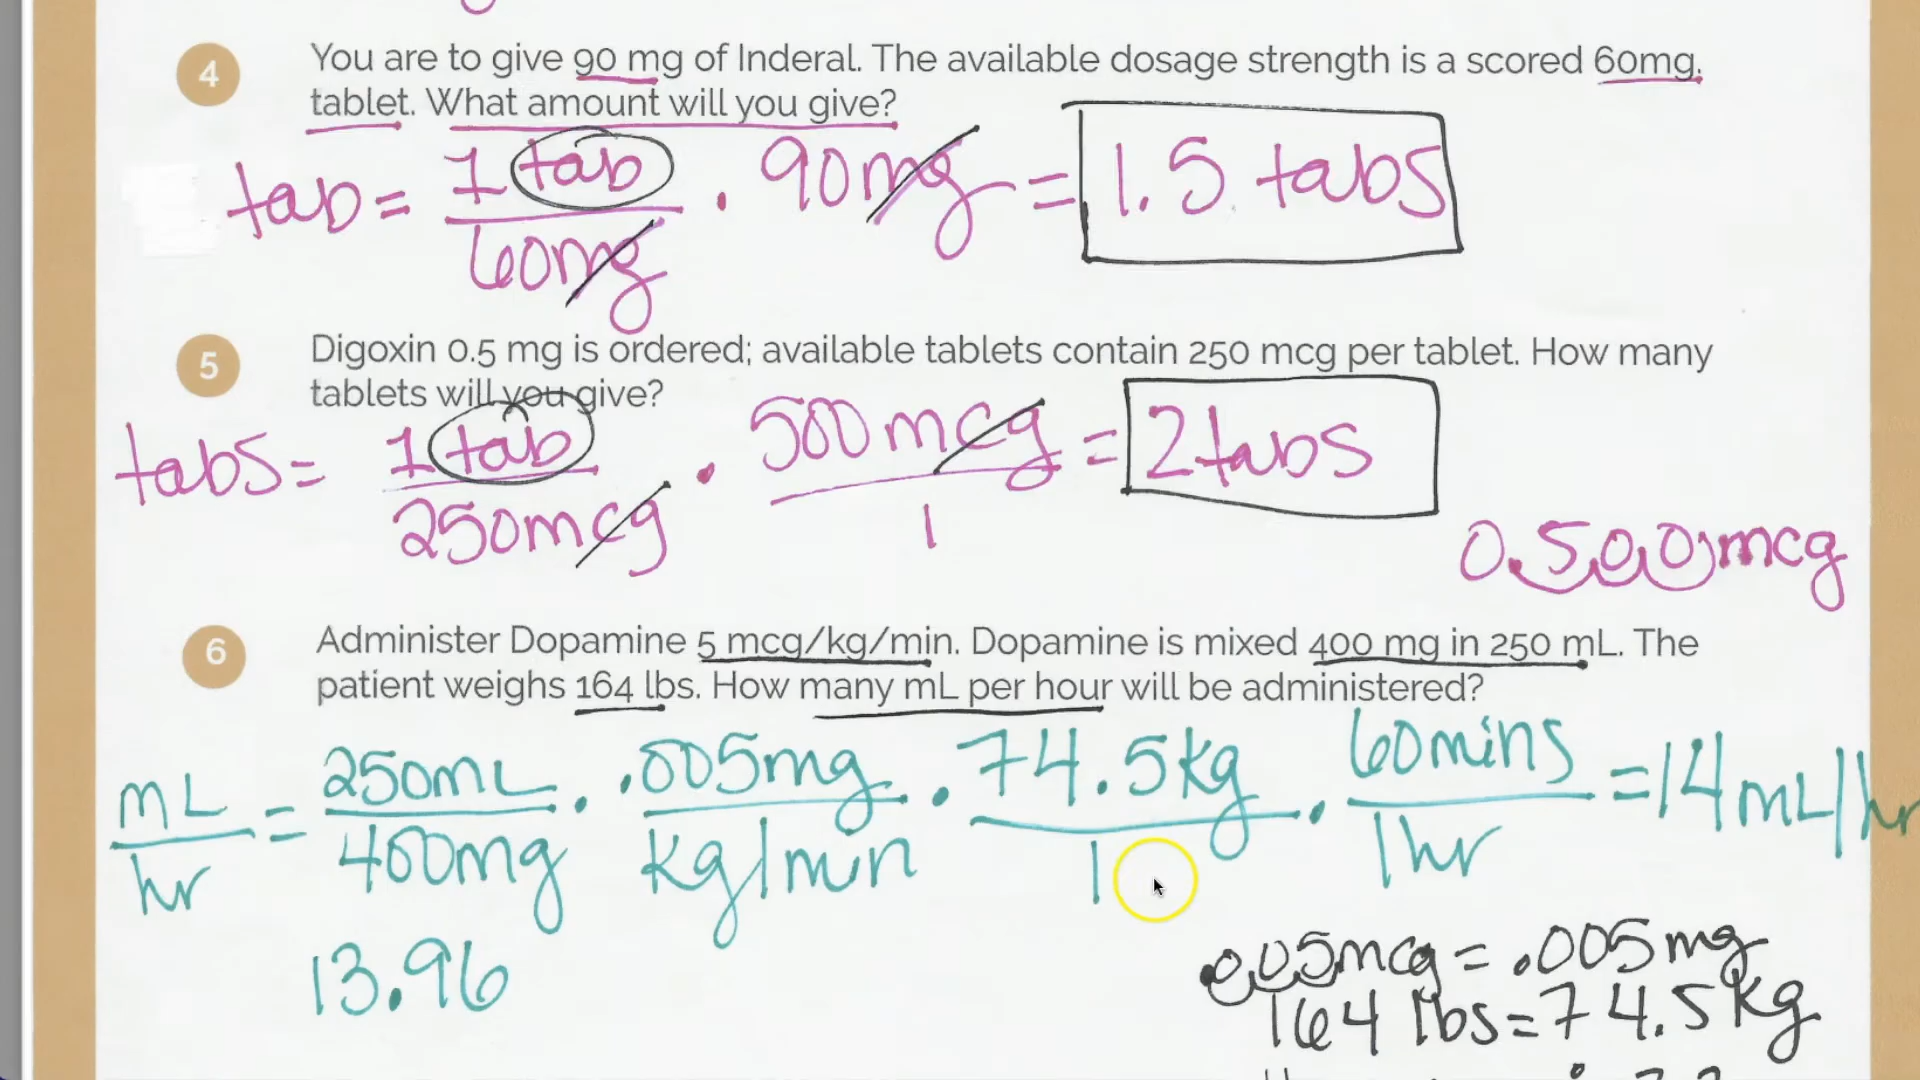 4
You are to give 90 mg of Inderal. The available dosage strength is a scored 60mg.
tablet. What amount will you give?
tab = 1 tab / 60mg · 90mg = 1.5 tabs
5
Digoxin 0.5 mg is ordered; available tablets contain 250 mcg per tablet. How many
tablets will you give?
tabs = 1 tab / 250mcg · 500mcg / 1 = 2 tabs
0.500mcg
6
Administer Dopamine 5 mcg/kg/min. Dopamine is mixed 400 mg in 250 mL. The
patient weighs 164 lbs. How many mL per hour will be administered?
mL / hr = 250mL / 400mg · .005mg / kg/min · 74.5kg / 1 · 60mins / 1hr = 14mL/hr
13.96
.005mcg = .005mg
164 lbs = 74.5kg